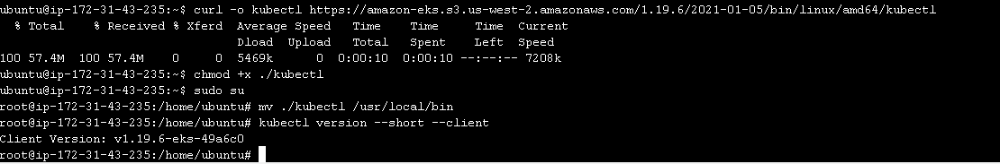 ubuntu@ip-172-31-43-235:~$ curl -o kubectl https://amazon-eks.s3.us-west-2.amazonaws.com/1.19.6/2021-01-05/bin/linux/amd64/kubectl
  % Total    % Received % Xferd  Average Speed   Time    Time     Time  Current
                                 Dload  Upload   Total   Spent    Left  Speed
100 57.4M  100 57.4M    0     0  5469k      0  0:00:10  0:00:10 --:--:-- 7208k
ubuntu@ip-172-31-43-235:~$ chmod +x ./kubectl
ubuntu@ip-172-31-43-235:~$ sudo su
root@ip-172-31-43-235:/home/ubuntu# mv ./kubectl /usr/local/bin
root@ip-172-31-43-235:/home/ubuntu# kubectl version --short --client
Client Version: v1.19.6-eks-49a6c0
root@ip-172-31-43-235:/home/ubuntu#